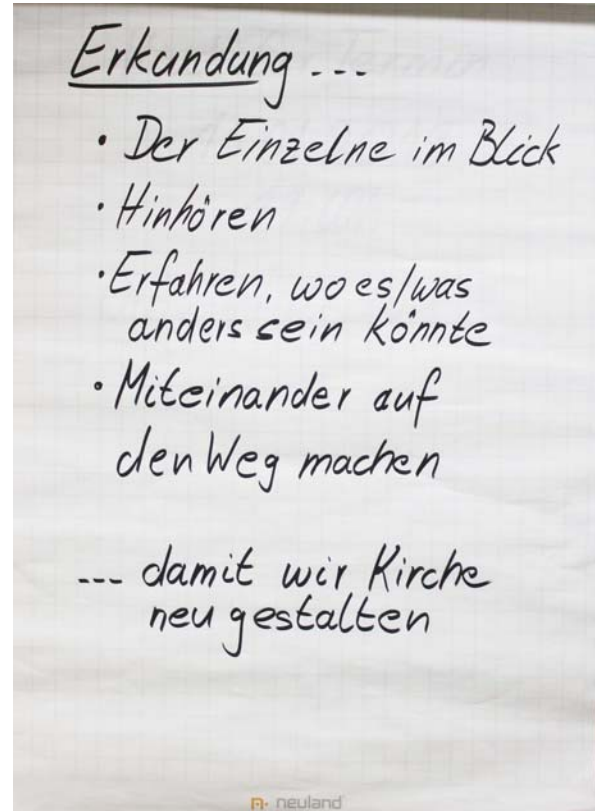 Erkundung ---
• Der Einzelne im Blick
• Hinhören
• Erfahren, wo es/was
anders sein könnte
• Miteinander auf
den Weg machen
--- damit wir Kirche
neu gestalten
neuland